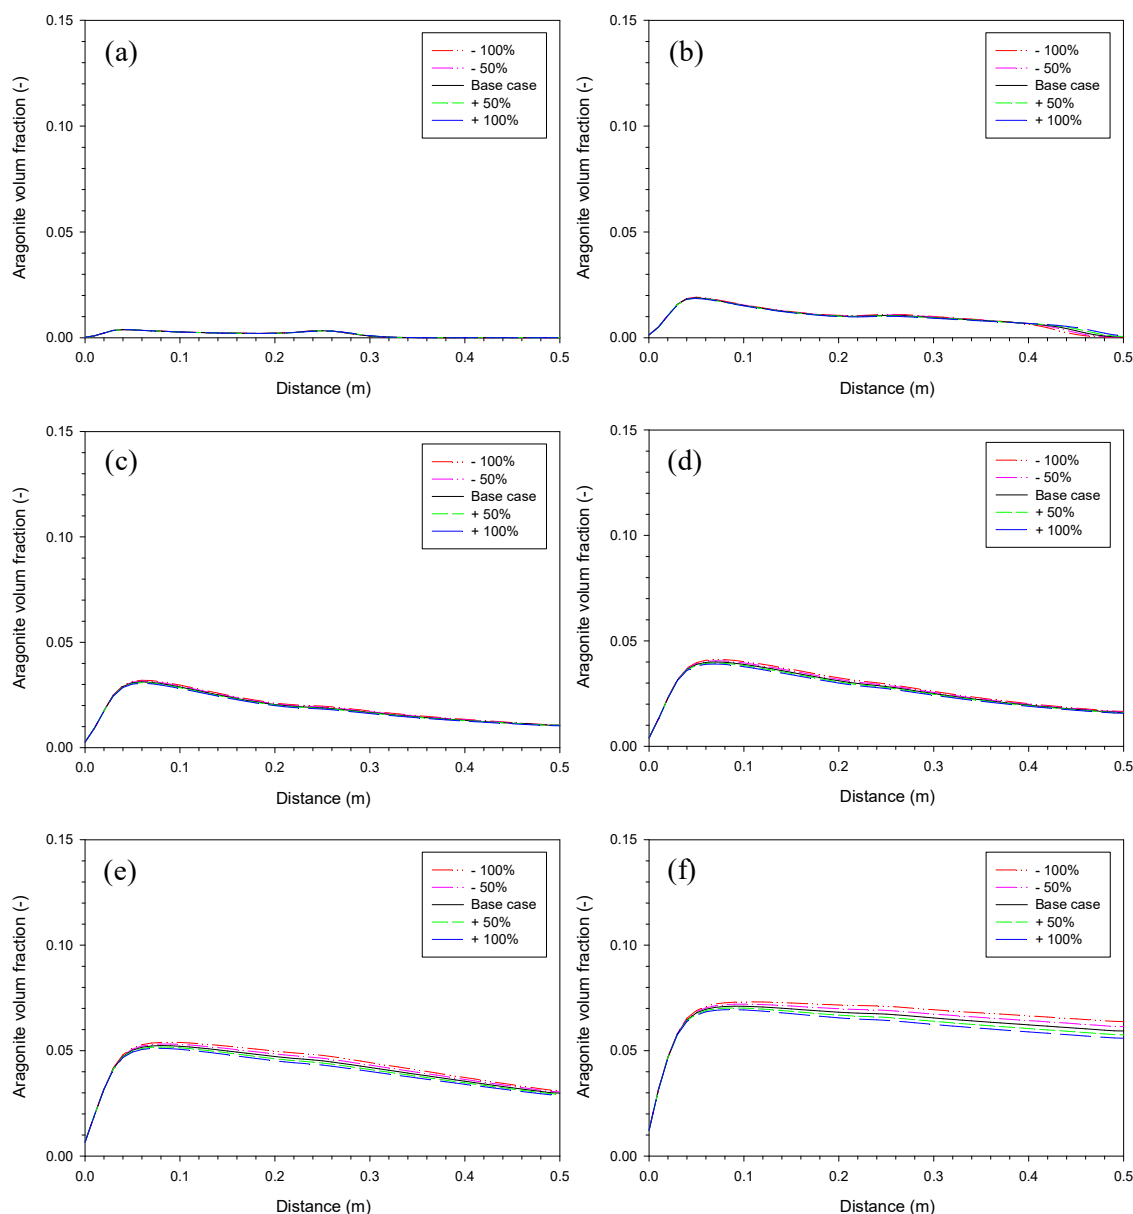 (a)
Aragonite volum fraction (-)
0.15
0.10
0.05
0.00
- 100%
- 50%
Base case
+ 50%
+ 100%
0.0 0.1 0.2 0.3 0.4 0.5
Distance (m)
(b)
Aragonite volum fraction (-)
0.15
0.10
0.05
0.00
- 100%
- 50%
Base case
+ 50%
+ 100%
0.0 0.1 0.2 0.3 0.4 0.5
Distance (m)
(c)
Aragonite volum fraction (-)
0.15
0.10
0.05
0.00
- 100%
- 50%
Base case
+ 50%
+ 100%
0.0 0.1 0.2 0.3 0.4 0.5
Distance (m)
(d)
Aragonite volum fraction (-)
0.15
0.10
0.05
0.00
- 100%
- 50%
Base case
+ 50%
+ 100%
0.0 0.1 0.2 0.3 0.4 0.5
Distance (m)
(e)
Aragonite volum fraction (-)
0.15
0.10
0.05
0.00
- 100%
- 50%
Base case
+ 50%
+ 100%
0.0 0.1 0.2 0.3 0.4 0.5
Distance (m)
(f)
Aragonite volum fraction (-)
0.15
0.10
0.05
0.00
- 100%
- 50%
Base case
+ 50%
+ 100%
0.0 0.1 0.2 0.3 0.4 0.5
Distance (m)